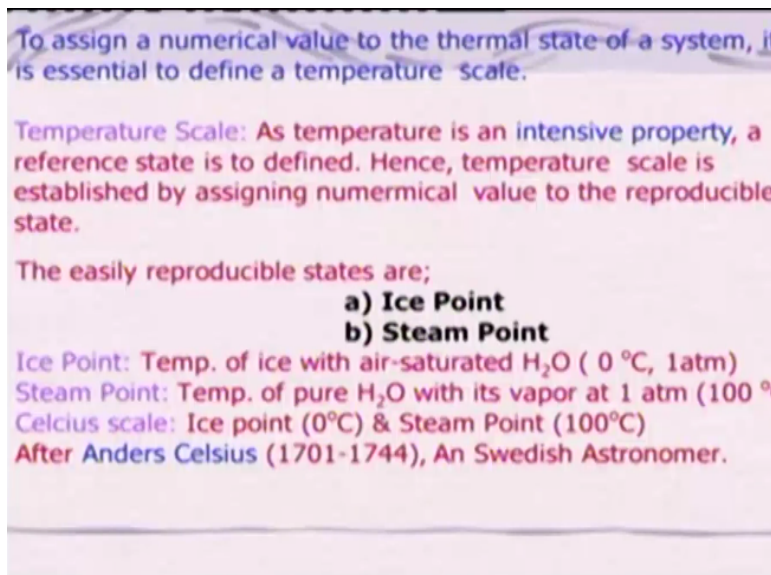 To assign a numerical value to the thermal state of a system, it
is essential to define a temperature scale.
Temperature Scale: As temperature is an intensive property, a
reference state is to defined. Hence, temperature scale is
established by assigning numermical value to the reproducible
state.
The easily reproducible states are;
a) Ice Point
b) Steam Point
Ice Point: Temp. of ice with air-saturated H₂O ( 0 °C, 1atm)
Steam Point: Temp. of pure H₂O with its vapor at 1 atm (100 °
Celcius scale: Ice point (0°C) & Steam Point (100°C)
After Anders Celsius (1701-1744), An Swedish Astronomer.